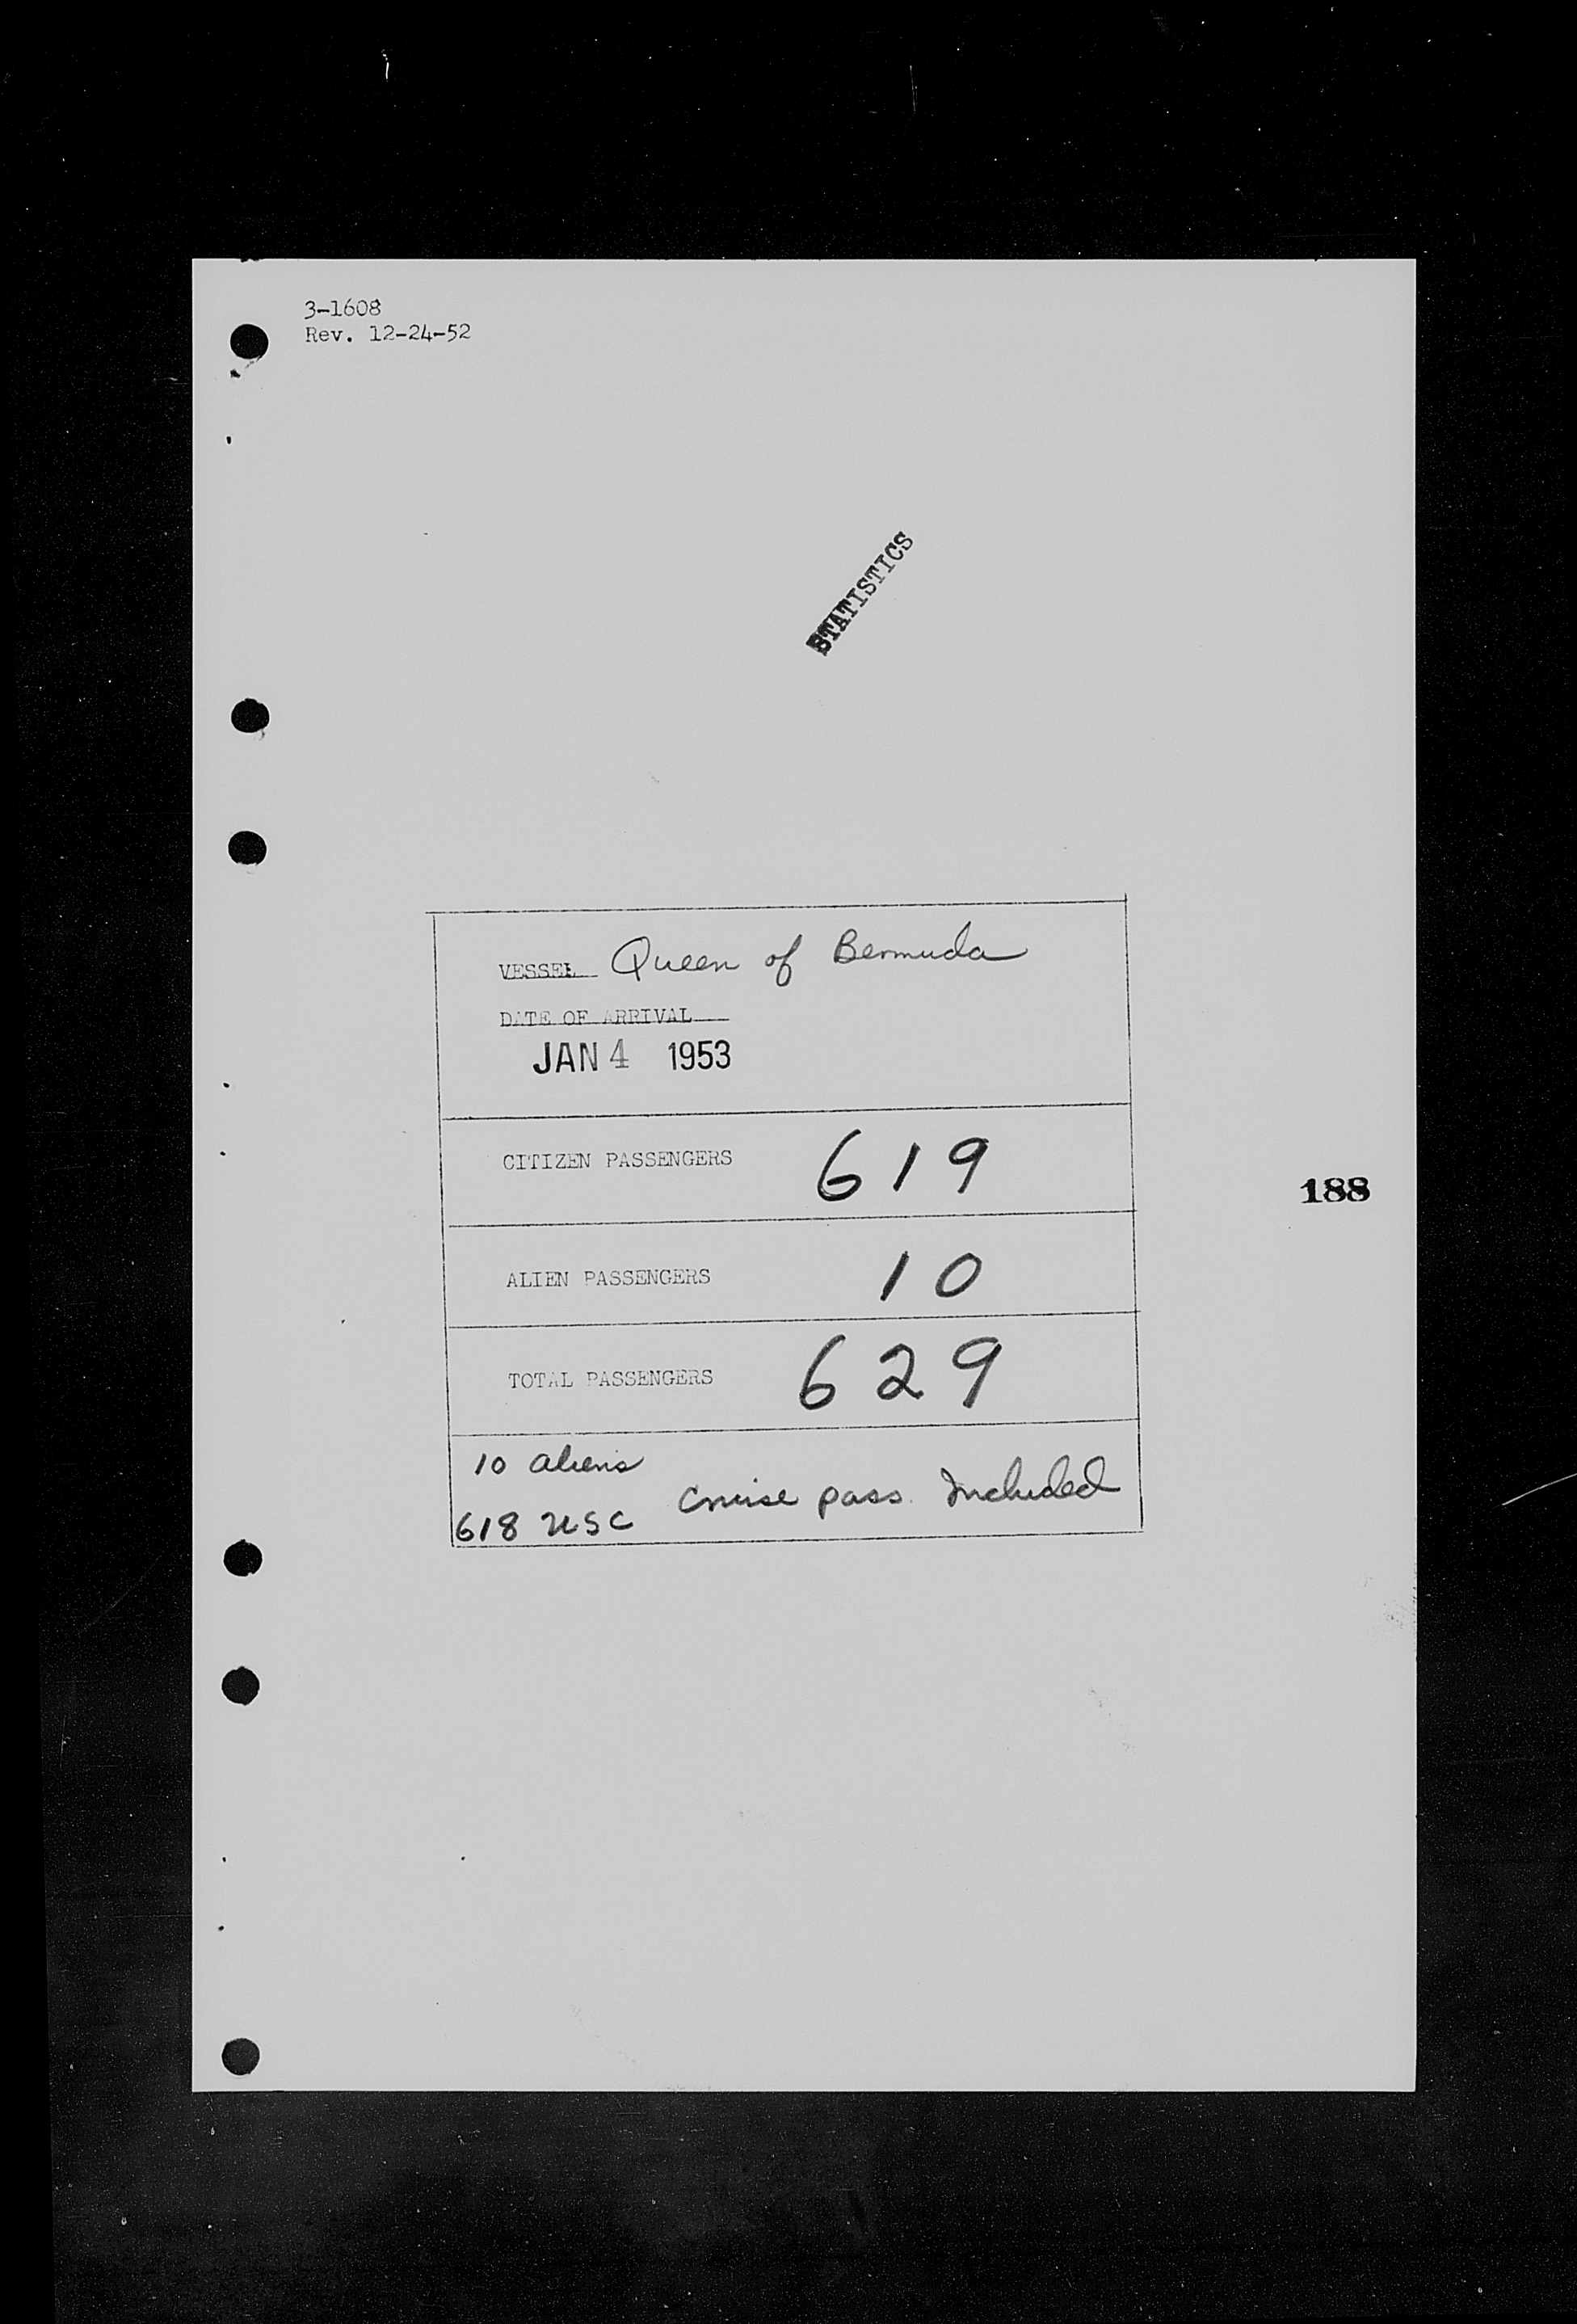 3-1608
Rev. 12-24-52
STATISTICS
VESSEL Queen of Bermuda
DATE OF ARRIVAL
JAN 4 1953
CITIZEN PASSENGERS 619
188
ALIEN PASSENGERS 10
TOTAL PASSENGERS 629
10 aliens
618 USC Cruise pass. Included